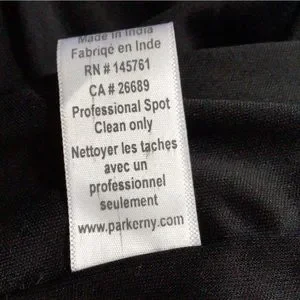 Made in India
Fabriqé en Inde
RN # 145761
CA # 26689
Professional Spot
Clean only
Nettoyer les taches
avec un
professionnel
seulement
www.parkerny.com